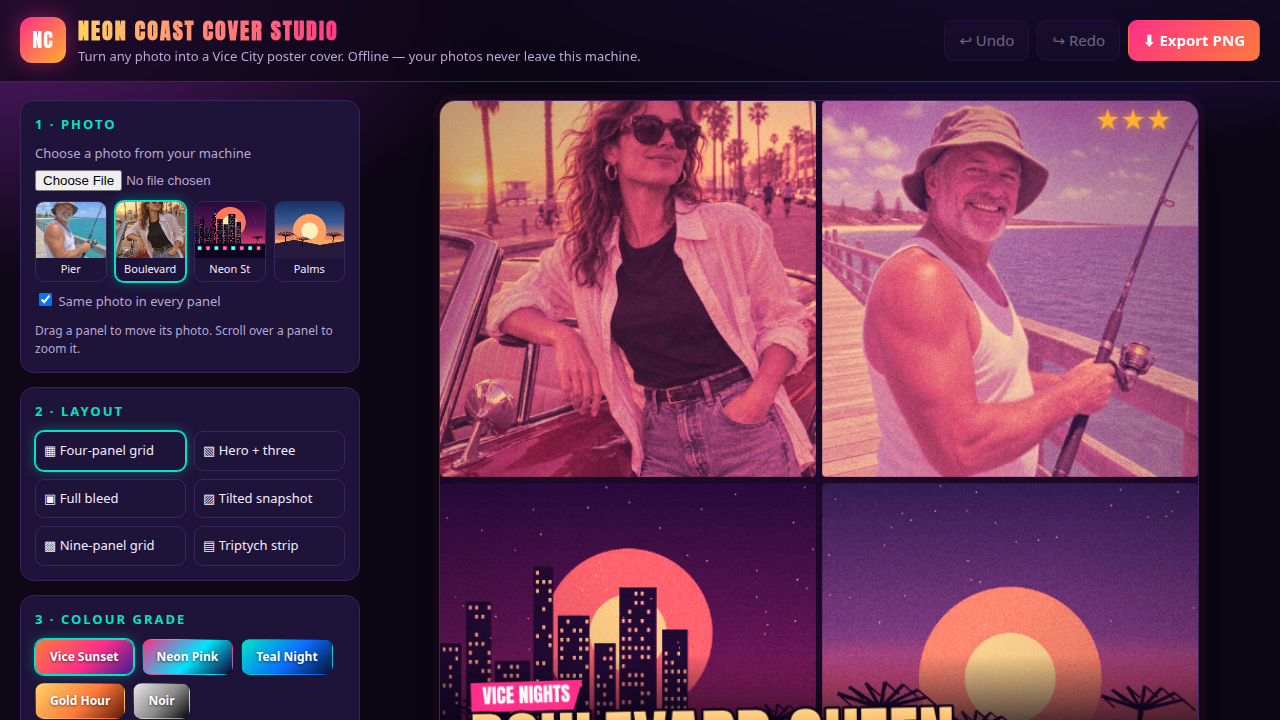 NC
NEON COAST COVER STUDIO
Turn any photo into a Vice City poster cover. Offline — your photos never leave this machine.
↩ Undo
↪ Redo
⬇ Export PNG
1 · PHOTO
Choose a photo from your machine
Choose File No file chosen
Pier
Boulevard
Neon St
Palms
Same photo in every panel
Drag a panel to move its photo. Scroll over a panel to
zoom it.
2 · LAYOUT
▦ Four-panel grid
▧ Hero + three
▣ Full bleed
▨ Tilted snapshot
▩ Nine-panel grid
▤ Triptych strip
3 · COLOUR GRADE
Vice Sunset
Neon Pink
Teal Night
Gold Hour
Noir
★★★
VICE NIGHTS
BOULEVARD QUEEN